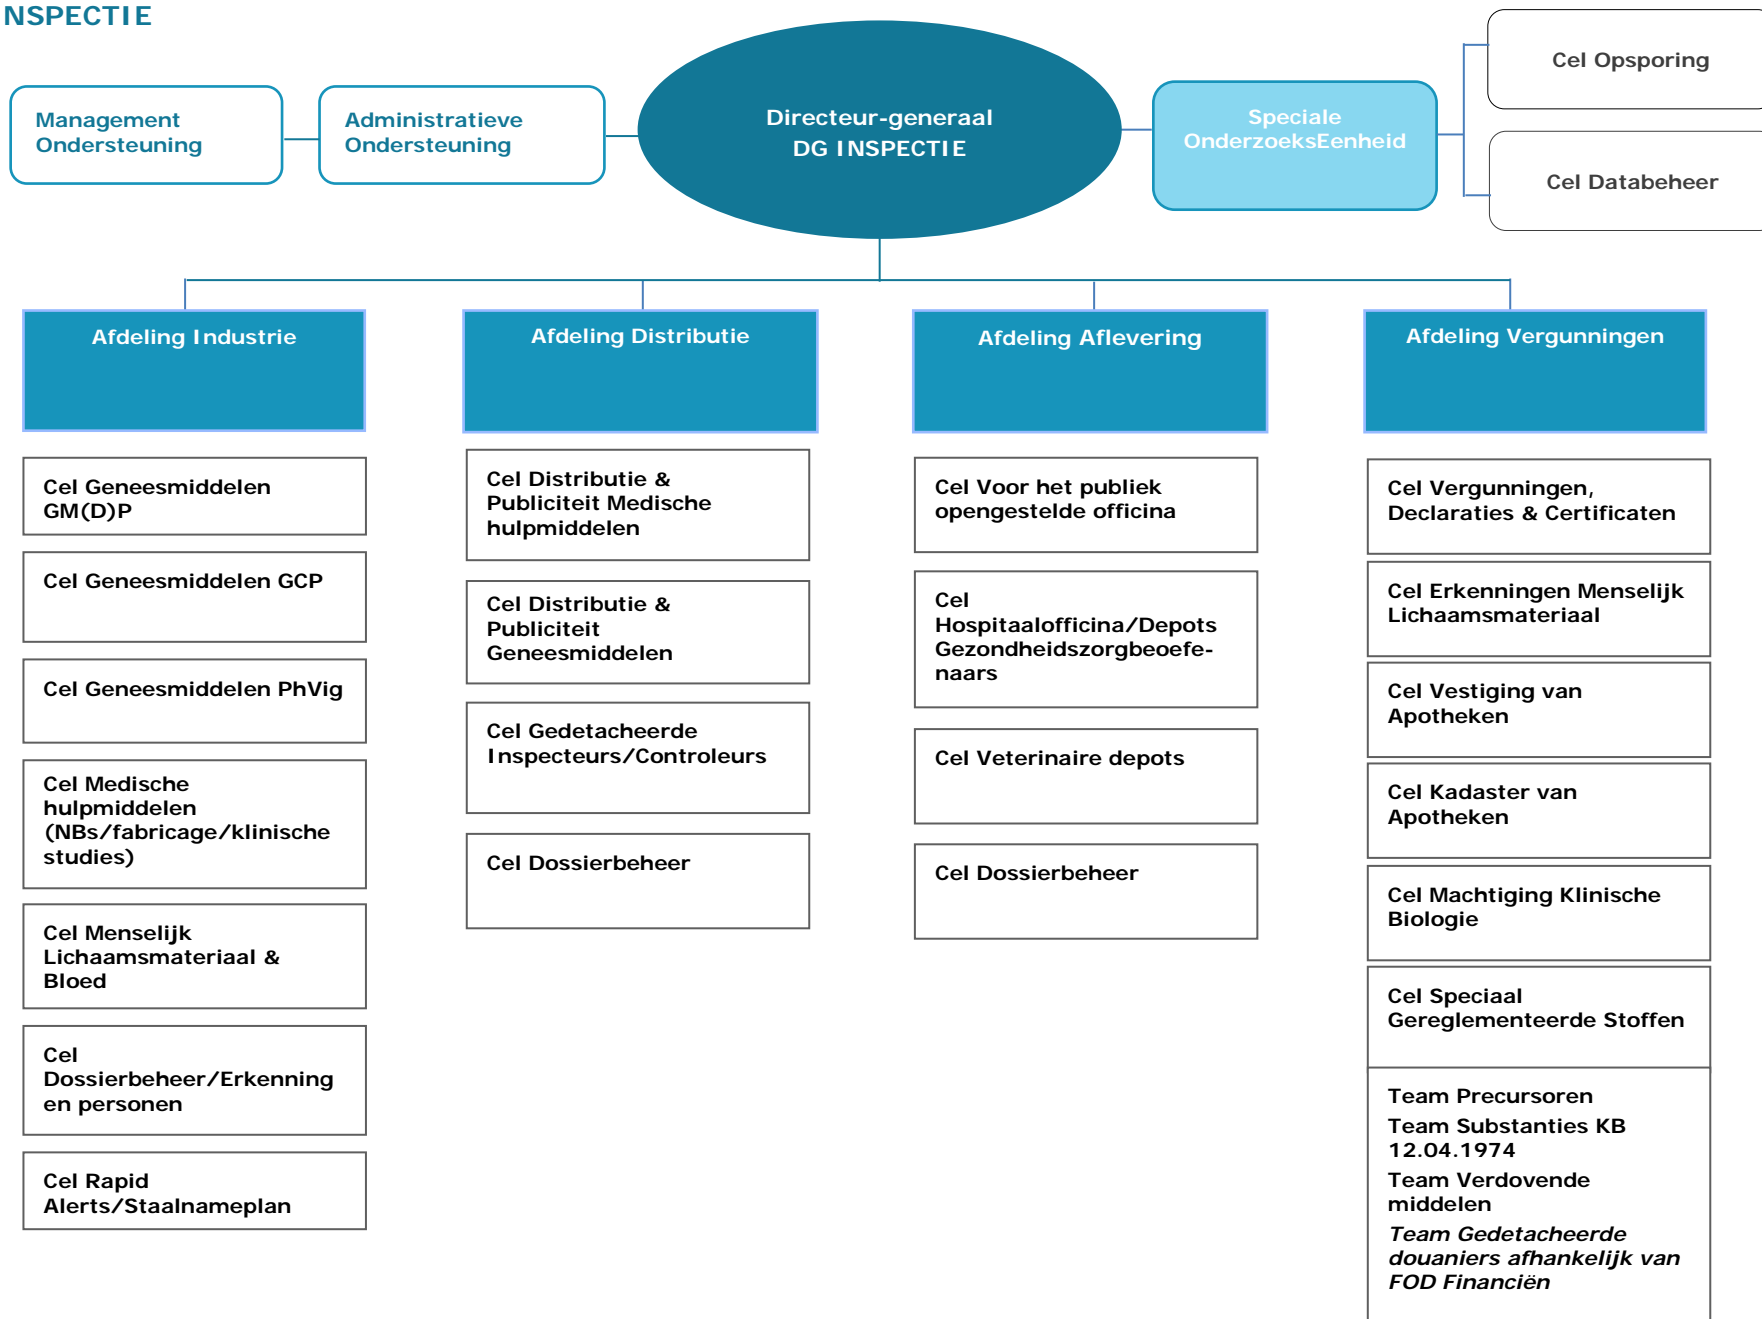 NSPECTIE
Management
Ondersteuning
Administratieve
Ondersteuning
Directeur-generaal
DG INSPECTIE
Speciale
OnderzoeksEenheid
Cel Opsporing
Cel Databeheer
Afdeling Industrie
Cel Geneesmiddelen
GM(D)P
Cel Geneesmiddelen GCP
Cel Geneesmiddelen PhVig
Cel Medische
hulpmiddelen
(NBs/fabricage/klinische
studies)
Cel Menselijk
Lichaamsmateriaal &
Bloed
Cel
Dossierbeheer/Erkenning
en personen
Cel Rapid
Alerts/Staalnameplan
Afdeling Distributie
Cel Distributie &
Publiciteit Medische
hulpmiddelen
Cel Distributie &
Publiciteit
Geneesmiddelen
Cel Gedetacheerde
Inspecteurs/Controleurs
Cel Dossierbeheer
Afdeling Aflevering
Cel Voor het publiek
opengestelde officina
Cel
Hospitaalofficina/Depots
Gezondheidszorgbeoefe-
naars
Cel Veterinaire depots
Cel Dossierbeheer
Afdeling Vergunningen
Cel Vergunningen,
Declaraties & Certificaten
Cel Erkenningen Menselijk
Lichaamsmateriaal
Cel Vestiging van
Apotheken
Cel Kadaster van
Apotheken
Cel Machtiging Klinische
Biologie
Cel Speciaal
Gereglementeerde Stoffen
Team Precursoren
Team Substanties KB
12.04.1974
Team Verdovende
middelen
Team Gedetacheerde
douaniers afhankelijk van
FOD Financiën